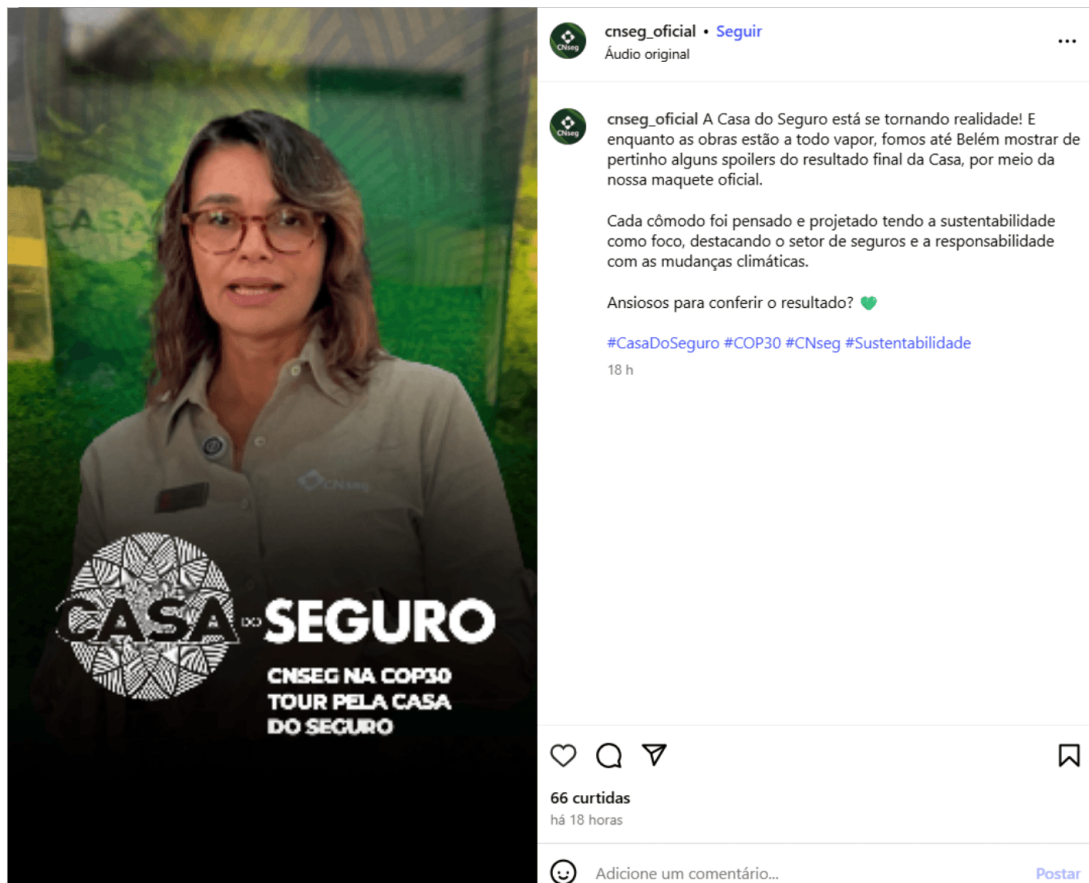 CNseg
cnseg_oficial • Seguir
Áudio original
CNseg
cnseg_oficial A Casa do Seguro está se tornando realidade! E
enquanto as obras estão a todo vapor, fomos até Belém mostrar de
pertinho alguns spoilers do resultado final da Casa, por meio da
nossa maquete oficial.
Cada cômodo foi pensado e projetado tendo a sustentabilidade
como foco, destacando o setor de seguros e a responsabilidade
com as mudanças climáticas.
Ansiosos para conferir o resultado? 💚
#CasaDoSeguro #COP30 #CNseg #Sustentabilidade
18 h
CASA
CNseg
CASA DO SEGURO
CNSEG NA COP30
TOUR PELA CASA
DO SEGURO
66 curtidas
há 18 horas
Adicione um comentário...
Postar